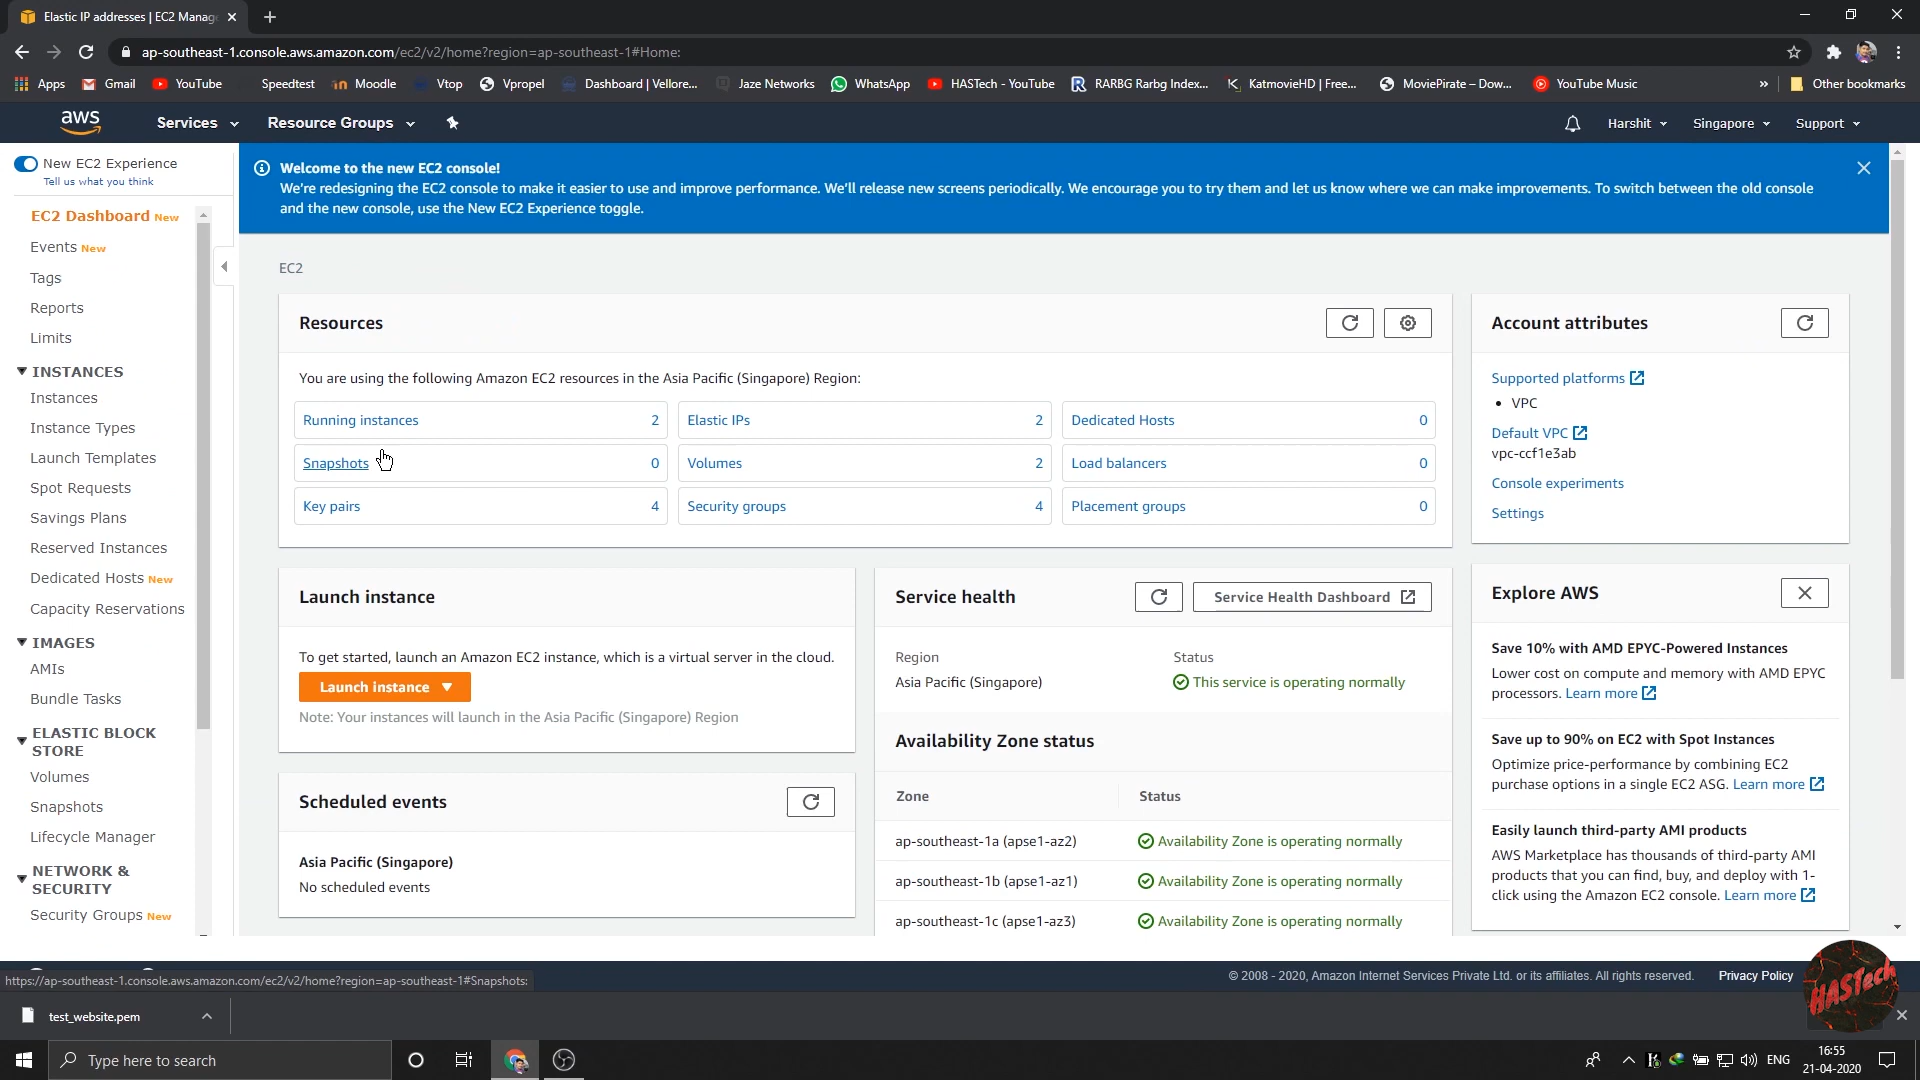 Elastic IP addresses | EC2 Manag
ap-southeast-1.console.aws.amazon.com/ec2/v2/home?region=ap-southeast-1#Home:
Apps Gmail YouTube Speedtest Moodle Vtop Vpropel Dashboard | Vellore... Jaze Networks WhatsApp HASTech - YouTube RARBG Rarbg Index... KatmovieHD | Free... MoviePirate – Dow... YouTube Music » Other bookmarks
aws Services Resource Groups Harshit Singapore Support
New EC2 Experience
Tell us what you think
EC2 Dashboard New
Events New
Tags
Reports
Limits
INSTANCES
Instances
Instance Types
Launch Templates
Spot Requests
Savings Plans
Reserved Instances
Dedicated Hosts New
Capacity Reservations
IMAGES
AMIs
Bundle Tasks
ELASTIC BLOCK
STORE
Volumes
Snapshots
Lifecycle Manager
NETWORK &
SECURITY
Security Groups New
Welcome to the new EC2 console!
We're redesigning the EC2 console to make it easier to use and improve performance. We'll release new screens periodically. We encourage you to try them and let us know where we can make improvements. To switch between the old console
and the new console, use the New EC2 Experience toggle.
EC2
Resources
You are using the following Amazon EC2 resources in the Asia Pacific (Singapore) Region:
Running instances 2 Elastic IPs 2 Dedicated Hosts 0
Snapshots 0 Volumes 2 Load balancers 0
Key pairs 4 Security groups 4 Placement groups 0
Launch instance
To get started, launch an Amazon EC2 instance, which is a virtual server in the cloud.
Launch instance
Note: Your instances will launch in the Asia Pacific (Singapore) Region
Scheduled events
Asia Pacific (Singapore)
No scheduled events
Service health
Service Health Dashboard
Region Status
Asia Pacific (Singapore) This service is operating normally
Availability Zone status
Zone Status
ap-southeast-1a (apse1-az2) Availability Zone is operating normally
ap-southeast-1b (apse1-az1) Availability Zone is operating normally
ap-southeast-1c (apse1-az3) Availability Zone is operating normally
Account attributes
Supported platforms
• VPC
Default VPC
vpc-ccf1e3ab
Console experiments
Settings
Explore AWS
Save 10% with AMD EPYC-Powered Instances
Lower cost on compute and memory with AMD EPYC
processors. Learn more
Save up to 90% on EC2 with Spot Instances
Optimize price-performance by combining EC2
purchase options in a single EC2 ASG. Learn more
Easily launch third-party AMI products
AWS Marketplace has thousands of third-party AMI
products that you can find, buy, and deploy with 1-
click using the Amazon EC2 console. Learn more
https://ap-southeast-1.console.aws.amazon.com/ec2/v2/home?region=ap-southeast-1#Snapshots:
© 2008 - 2020, Amazon Internet Services Private Ltd. or its affiliates. All rights reserved. Privacy Policy
HASTech
test_website.pem
Type here to search
ENG
16:55
21-04-2020